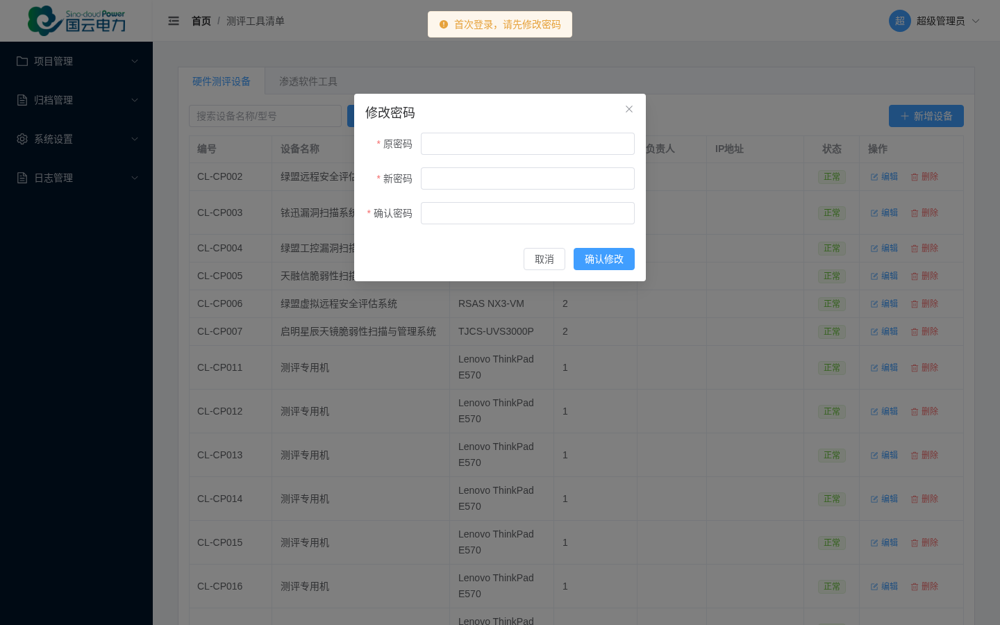 Sino-cloud Power
国云电力
首页 / 测评工具清单
首次登录，请先修改密码
超 超级管理员
项目管理
归档管理
系统设置
日志管理
硬件测评设备 渗透软件工具
搜索设备名称/型号
新增设备
修改密码
* 原密码
* 新密码
* 确认密码
取消 确认修改
编号 设备名称 负责人 IP地址 状态 操作
CL-CP002 绿盟远程安全评估 正常 编辑 删除
CL-CP003 铱迅漏洞扫描系统 正常 编辑 删除
CL-CP004 绿盟工控漏洞扫描 正常 编辑 删除
CL-CP005 天融信脆弱性扫描 正常 编辑 删除
CL-CP006 绿盟虚拟远程安全评估系统 RSAS NX3-VM 2 正常 编辑 删除
CL-CP007 启明星辰天镜脆弱性扫描与管理系统 TJCS-UVS3000P 2 正常 编辑 删除
CL-CP011 测评专用机 Lenovo ThinkPad E570 1 正常 编辑 删除
CL-CP012 测评专用机 Lenovo ThinkPad E570 1 正常 编辑 删除
CL-CP013 测评专用机 Lenovo ThinkPad E570 1 正常 编辑 删除
CL-CP014 测评专用机 Lenovo ThinkPad E570 1 正常 编辑 删除
CL-CP015 测评专用机 Lenovo ThinkPad E570 1 正常 编辑 删除
CL-CP016 测评专用机 Lenovo ThinkPad E570 1 正常 编辑 删除
Lenovo ThinkPad